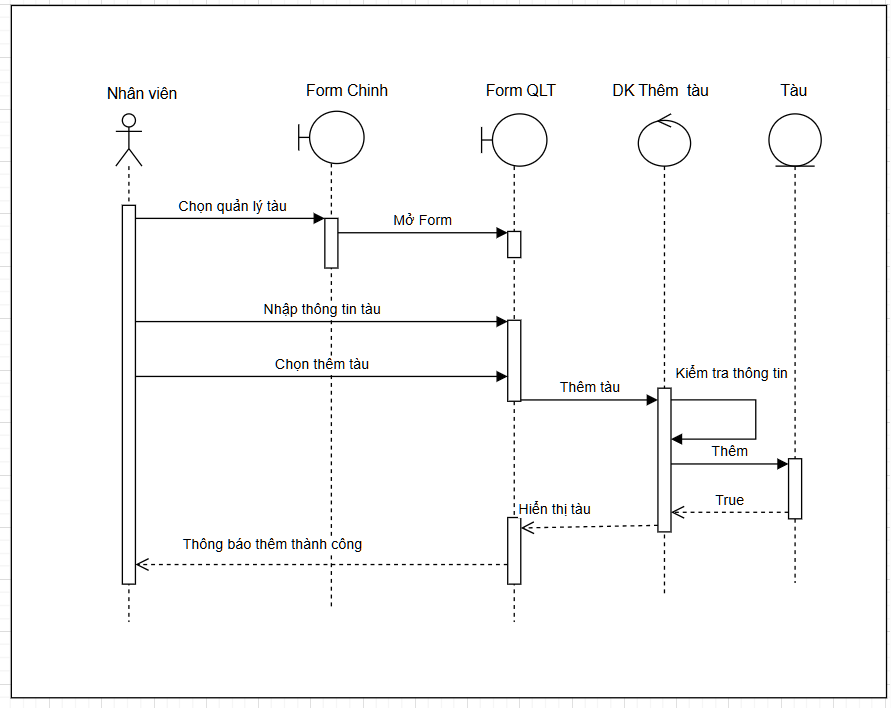 Nhân viên
Form Chinh
Form QLT
DK Thêm tàu
Tàu
Chọn quản lý tàu
Mở Form
Nhập thông tin tàu
Chọn thêm tàu
Kiểm tra thông tin
Thêm tàu
Thêm
True
Hiển thị tàu
Thông báo thêm thành công